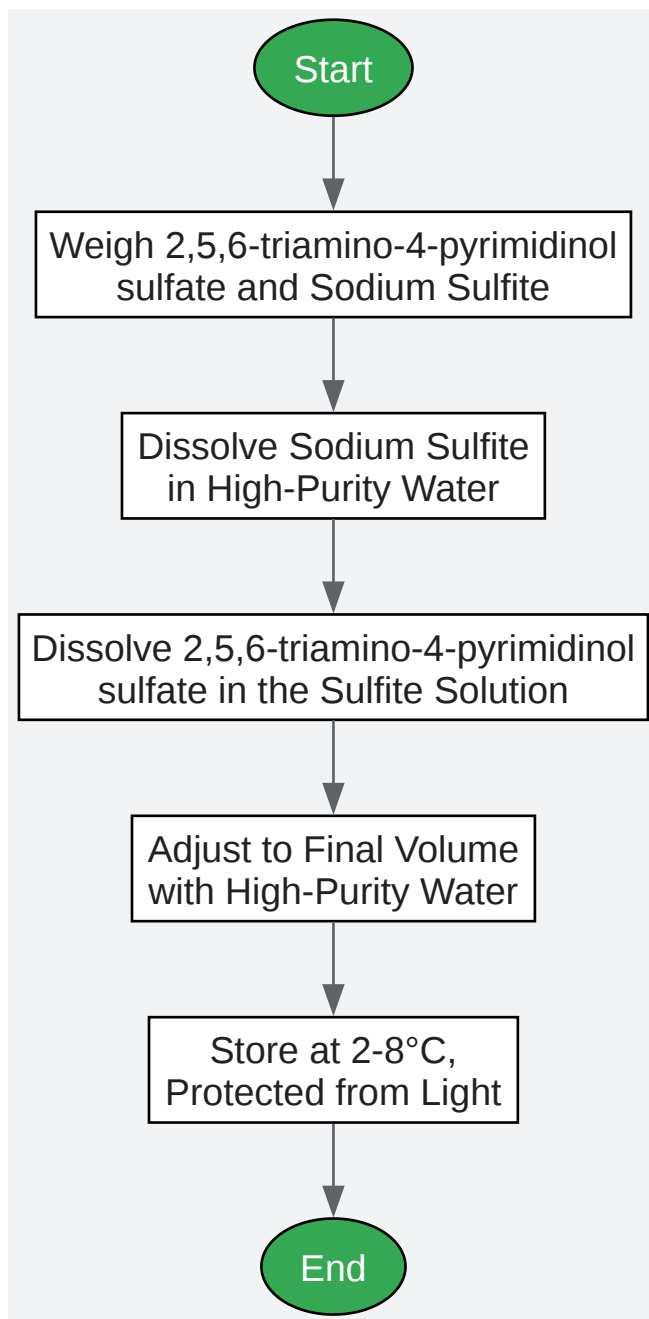 Start
Weigh 2,5,6-triamino-4-pyrimidinol
sulfate and Sodium Sulfite
Dissolve Sodium Sulfite
in High-Purity Water
Dissolve 2,5,6-triamino-4-pyrimidinol
sulfate in the Sulfite Solution
Adjust to Final Volume
with High-Purity Water
Store at 2-8°C,
Protected from Light
End